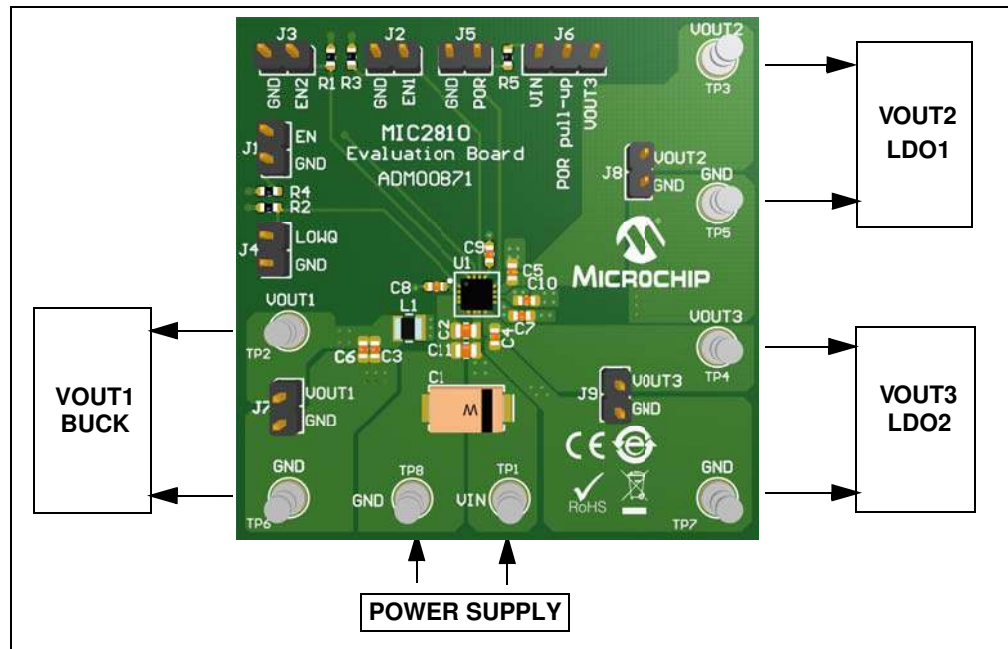 J3
J2
J5
J6
VOUT2
R1
R3
R5
GND
EN2
GND
EN1
GND
POR
VIN
POR pull-up
VOUT3
TP3
MIC2810
Evaluation Board
ADM00871
J1
EN
GND
R4
R2
J4
LOWQ
GND
J8
VOUT2
GND
GND
TP5
MICROCHIP
C9
U1
C5
C10
C8
C7
L1
C2
C4
C11
C6
C3
VOUT1
TP2
VOUT3
TP4
J7
VOUT1
GND
C1
W
J9
VOUT3
GND
CE
e
RoHS
GND
TP6
TP8
GND
TP1
VIN
GND
TP7
VOUT2
LDO1
VOUT1
BUCK
VOUT3
LDO2
POWER SUPPLY